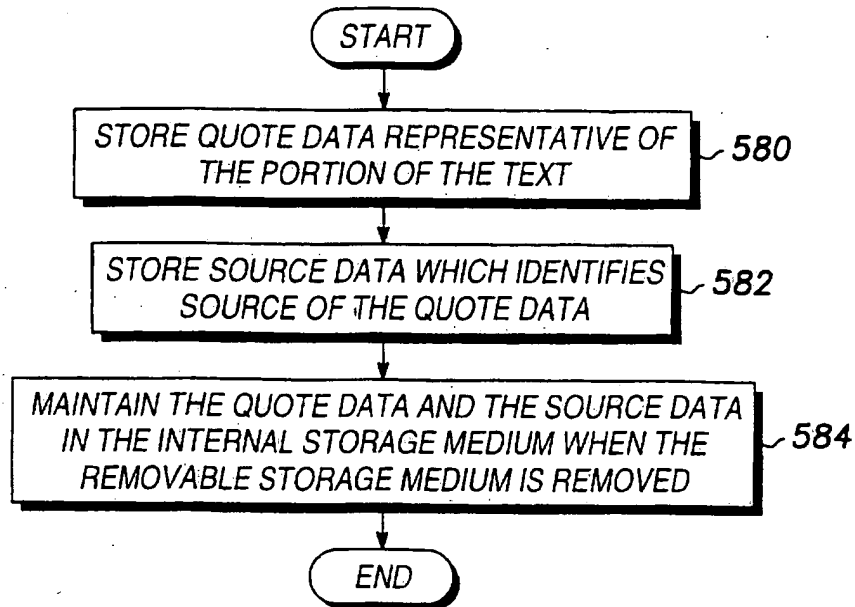 START
STORE QUOTE DATA REPRESENTATIVE OF
THE PORTION OF THE TEXT
580
STORE SOURCE DATA WHICH IDENTIFIES
SOURCE OF THE QUOTE DATA
582
MAINTAIN THE QUOTE DATA AND THE SOURCE DATA
IN THE INTERNAL STORAGE MEDIUM WHEN THE
REMOVABLE STORAGE MEDIUM IS REMOVED
584
END